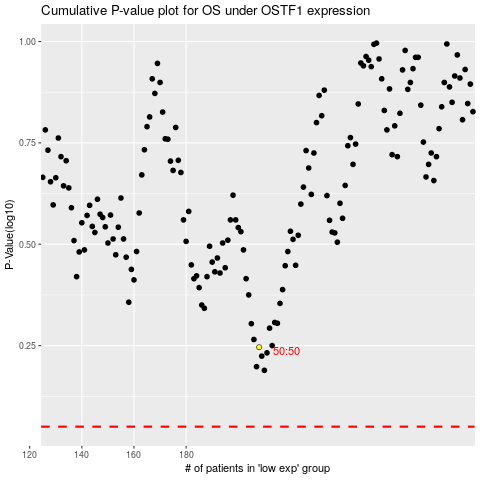 Cumulative P-value plot for OS under OSTF1 expression
P-Value(log10)
1.00
0.75
0.50
0.25
50:50
120 140 160 180
# of patients in 'low exp' group